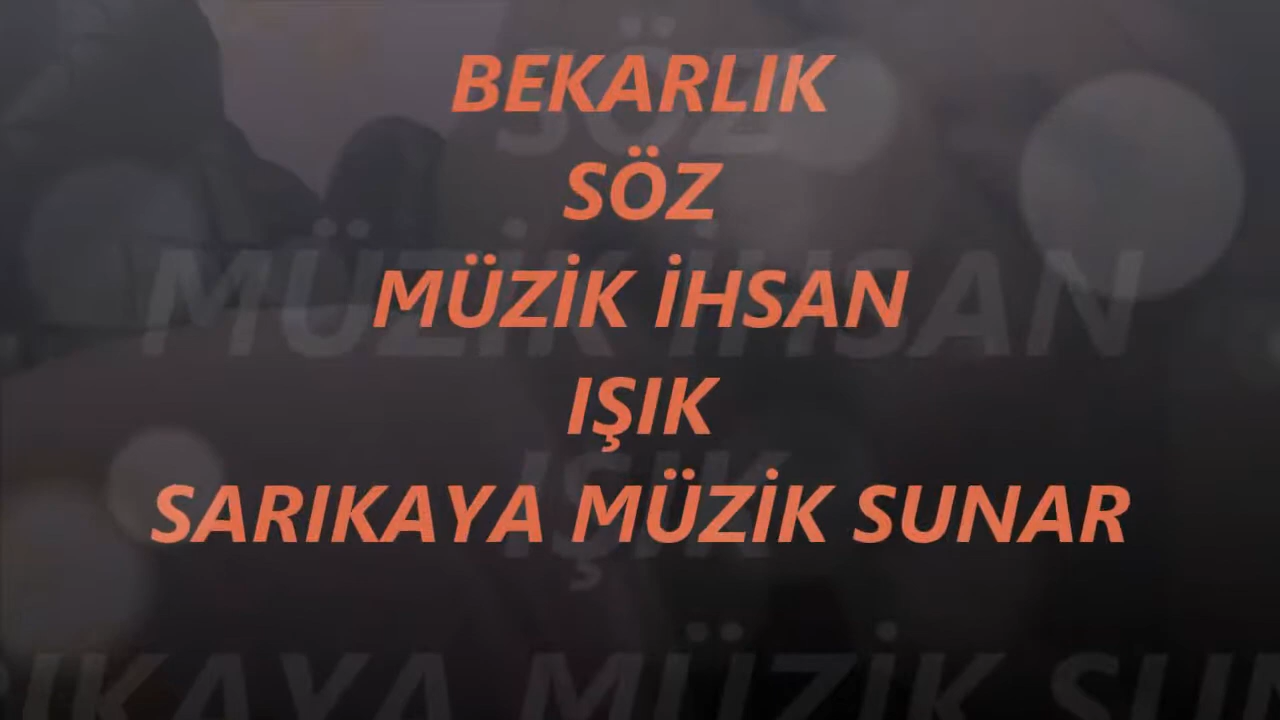 BEKARLIK
SÖZ
MÜZİK İHSAN
IŞIK
SARIKAYA MÜZİK SUNAR